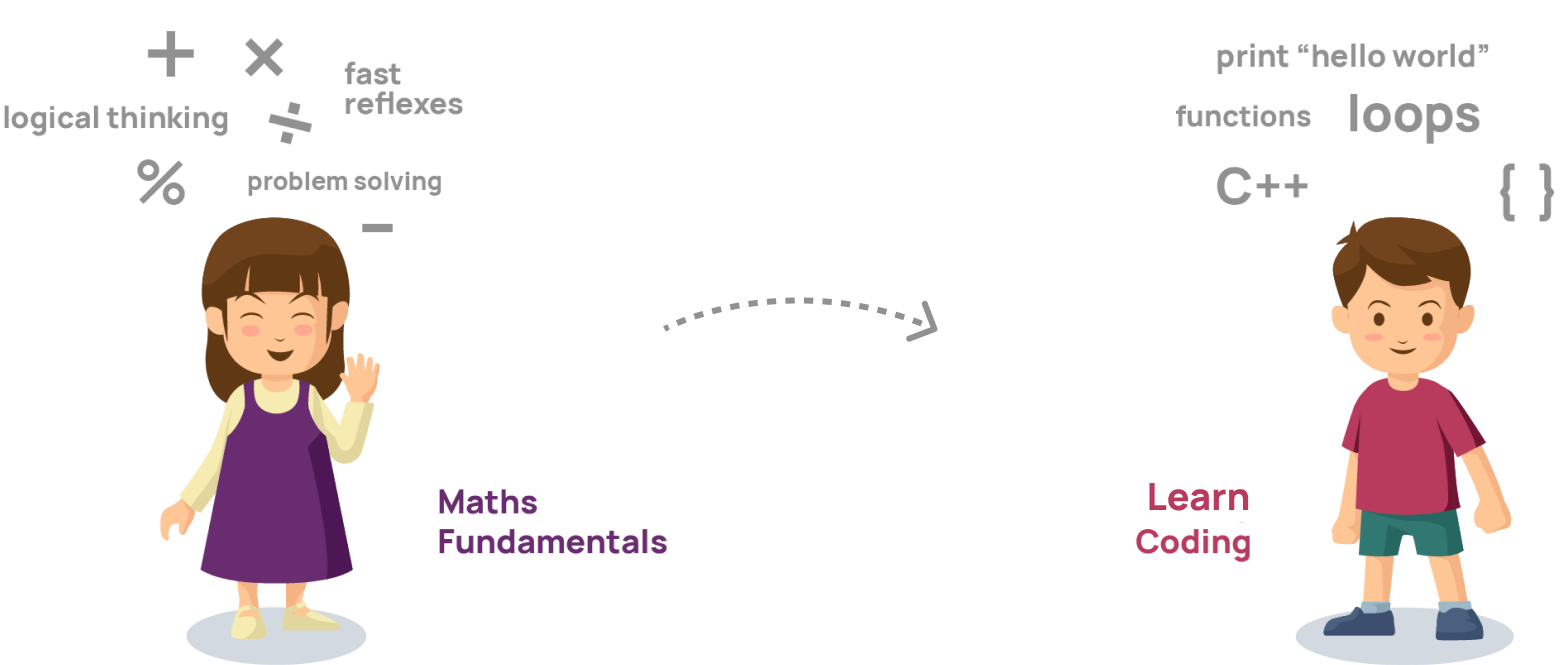 + ×
fast
reflexes
logical thinking
÷
%
problem solving
−
Maths
Fundamentals
print “hello world”
functions
loops
C++
{ }
Learn
Coding